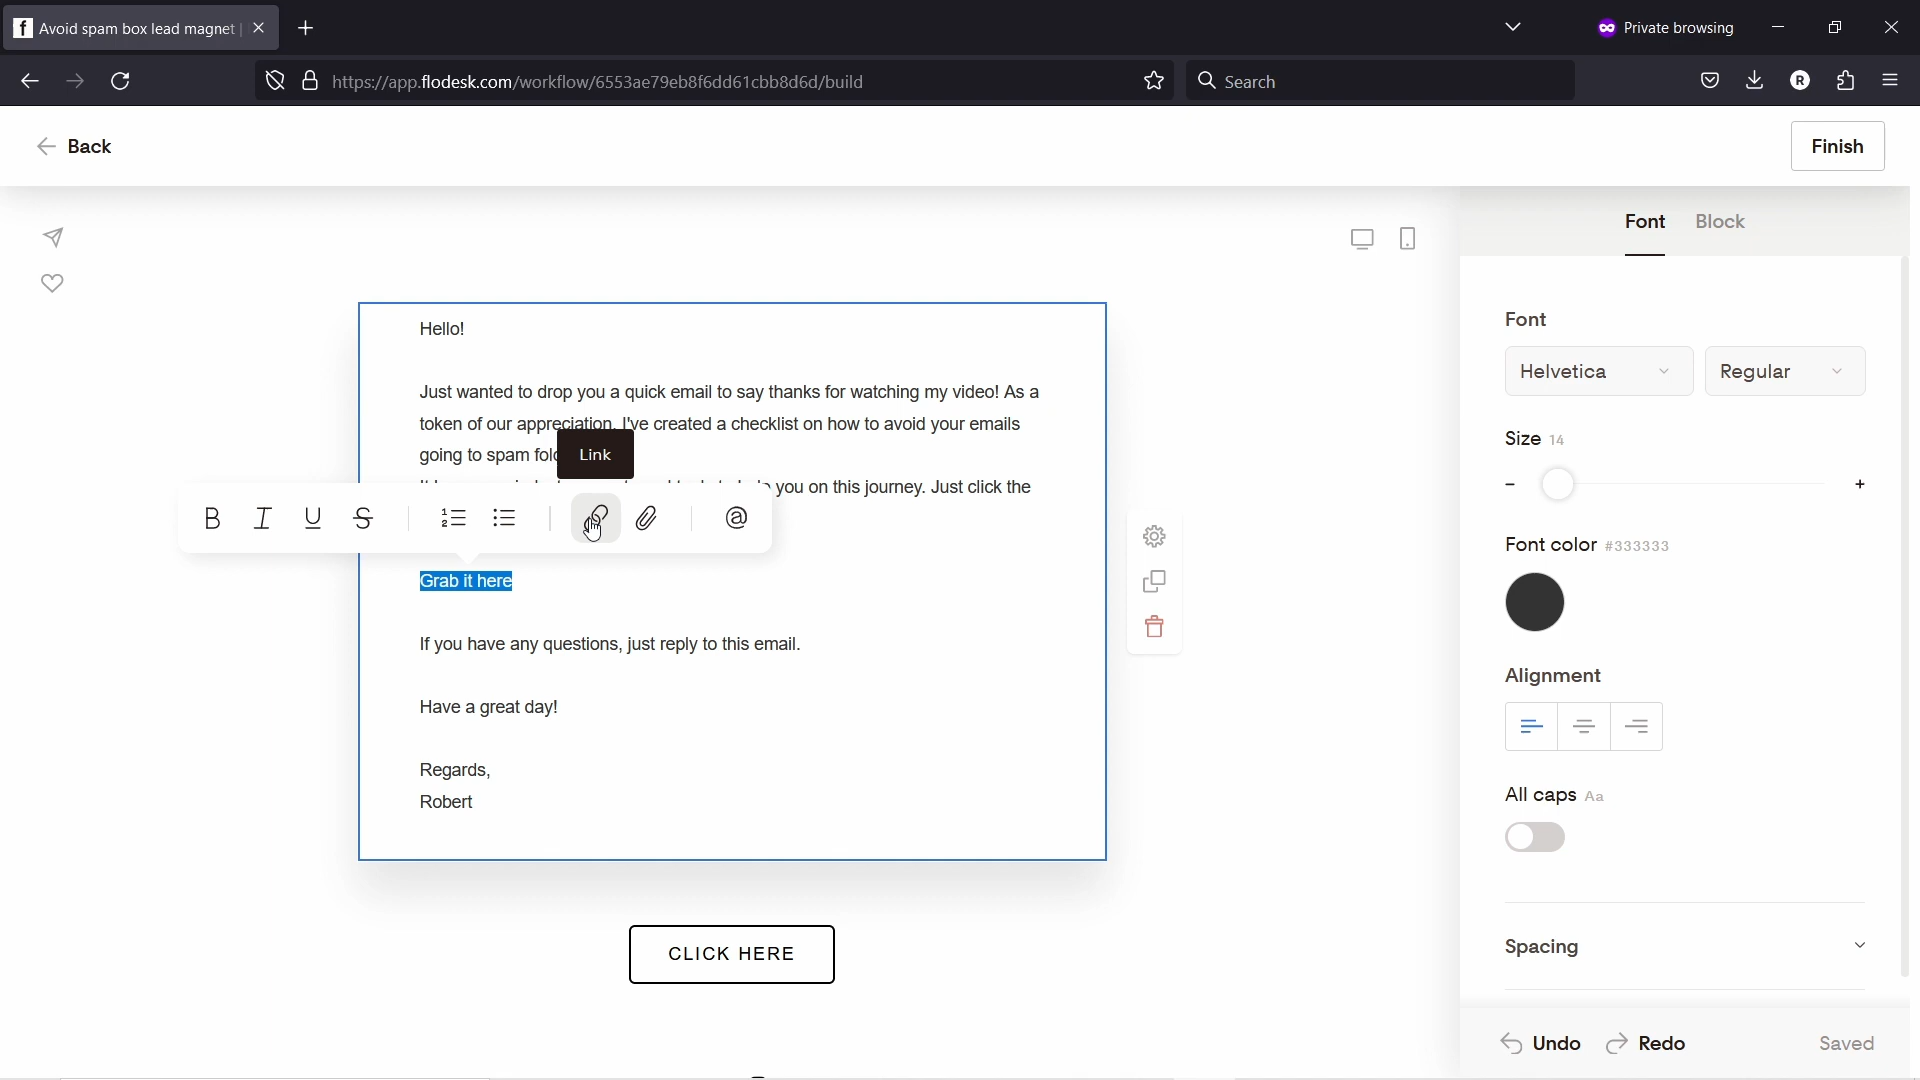 f Avoid spam box lead magnet |
Private browsing
https://app.flodesk.com/workflow/6553ae79eb8f6dd61cbb8d6d/build
Search
R
Back
Finish
Font Block
Hello!
Just wanted to drop you a quick email to say thanks for watching my video! As a
token of our appreciation, I've created a checklist on how to avoid your emails
going to spam
Link
you on this journey. Just click the
B I U S @
Grab it here
If you have any questions, just reply to this email.
Have a great day!
Regards,
Robert
CLICK HERE
Font
Helvetica Regular
Size 14
- +
Font color #333333
Alignment
All caps Aa
Spacing
Undo Redo Saved